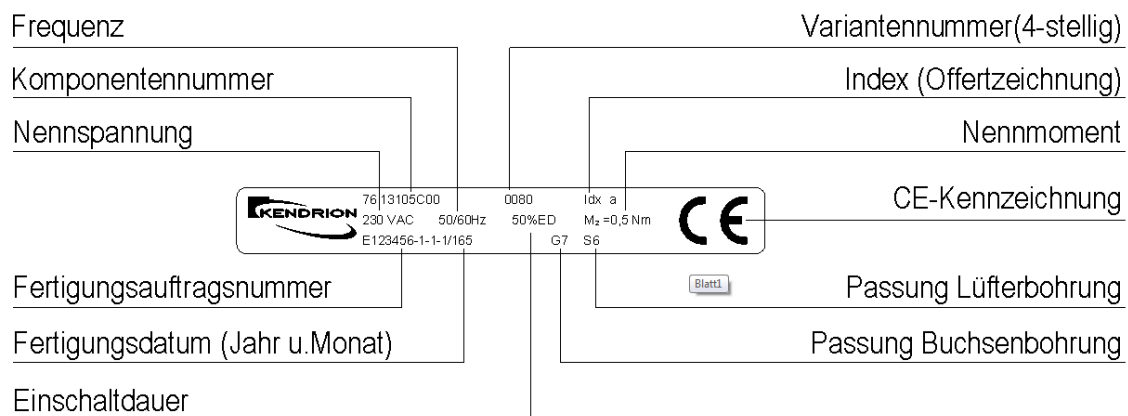 Frequenz
Variantennummer(4-stellig)
Komponentennummer
Index (Offertzeichnung)
Nennspannung
Nennmoment
CE-Kennzeichnung
KENDRION
76 13105C00 0080 Idx a
230 VAC 50/60Hz 50%ED M₂ =0,5 Nm
E123456-1-1-1/165 G7 S6
CE
Fertigungsauftragsnummer
Blatt1
Passung Lüfterbohrung
Fertigungsdatum (Jahr u.Monat)
Passung Buchsenbohrung
Einschaltdauer